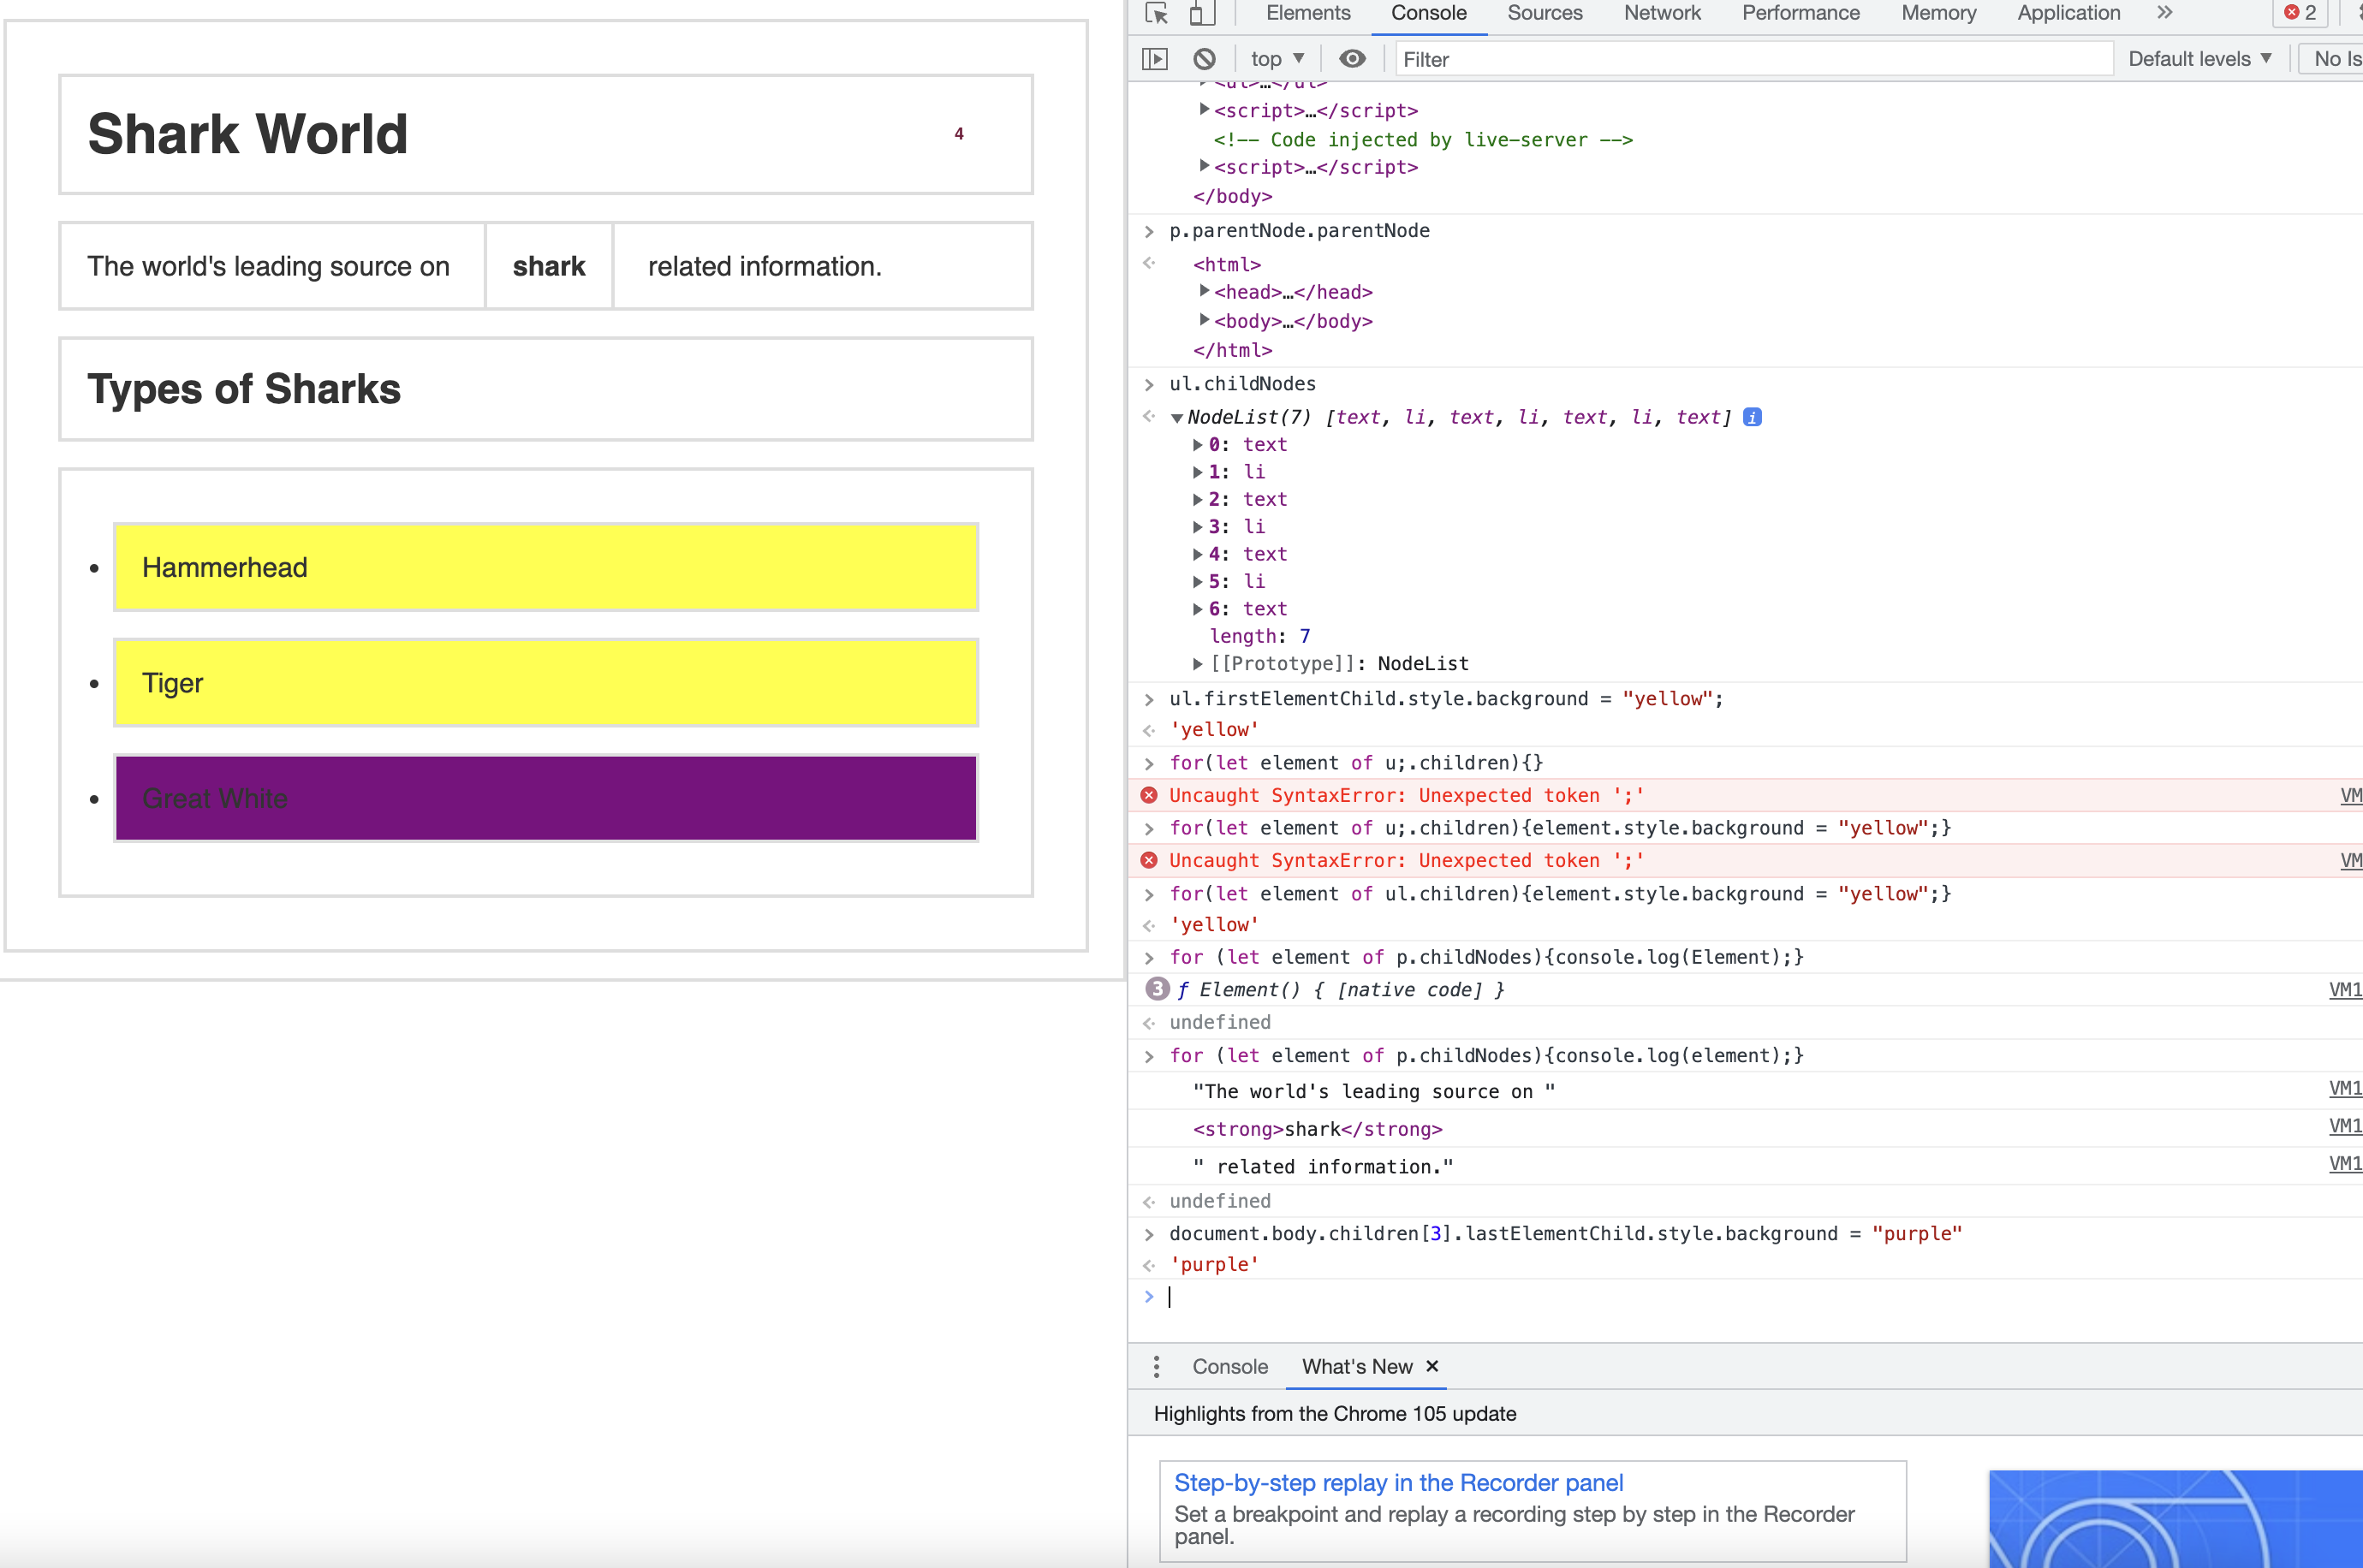 Shark World
4
The world's leading source on
shark
related information.
Types of Sharks
• Hammerhead
• Tiger
• Great White
Elements Console Sources Network Performance Memory Application » 2
top ▼ Filter Default levels ▼ No Is
<ul>…</ul>
▶<script>…</script>
<!-- Code injected by live-server -->
▶<script>…</script>
</body>
> p.parentNode.parentNode
<html>
▶<head>…</head>
▶<body>…</body>
</html>
> ul.childNodes
▼NodeList(7) [text, li, text, li, text, li, text] i
▶0: text
▶1: li
▶2: text
▶3: li
▶4: text
▶5: li
▶6: text
length: 7
▶[[Prototype]]: NodeList
> ul.firstElementChild.style.background = "yellow";
'yellow'
> for(let element of u;.children){}
Uncaught SyntaxError: Unexpected token ';' VM
> for(let element of u;.children){element.style.background = "yellow";}
Uncaught SyntaxError: Unexpected token ';' VM
> for(let element of ul.children){element.style.background = "yellow";}
'yellow'
> for (let element of p.childNodes){console.log(Element);}
3 ƒ Element() { [native code] } VM1
undefined
> for (let element of p.childNodes){console.log(element);}
"The world's leading source on " VM1
<strong>shark</strong> VM1
" related information." VM1
undefined
> document.body.children[3].lastElementChild.style.background = "purple"
'purple'
>
Console What's New ×
Highlights from the Chrome 105 update
Step-by-step replay in the Recorder panel
Set a breakpoint and replay a recording step by step in the Recorder
panel.